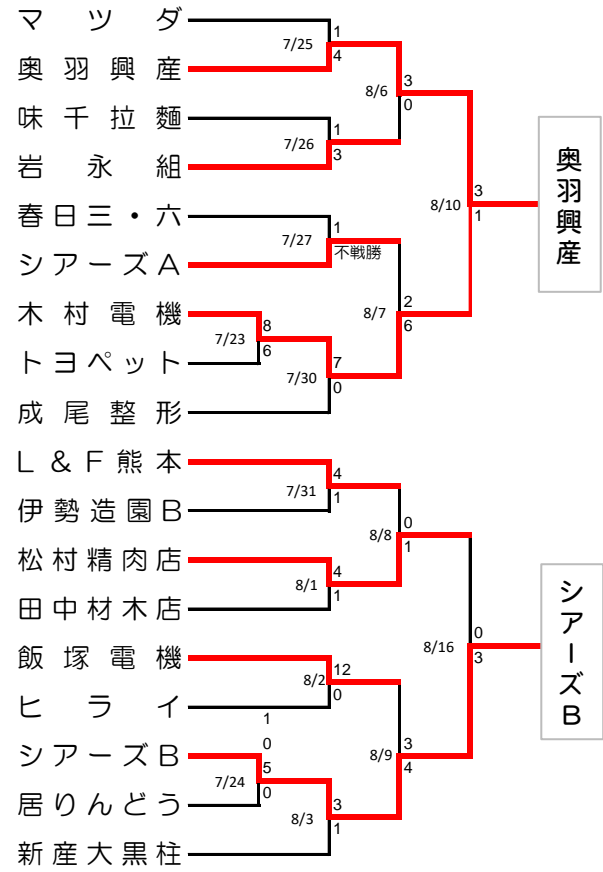 マツダ
奥羽興産
味千拉麵
岩永組
春日三・六
シアーズA
木村電機
トヨペット
成尾整形
L&F熊本
伊勢造園B
松村精肉店
田中材木店
飯塚電機
ヒライ
シアーズB
居りんどう
新産大黒柱
7/25
1
4
7/26
1
3
7/27
1
不戦勝
7/23
8
6
7/30
7
0
7/31
4
1
8/1
4
1
8/2
12
0
1
0
7/24
5
0
8/3
3
1
8/6
3
0
8/7
2
6
8/8
0
1
8/9
3
4
8/10
3
1
8/16
0
3
奥羽興産
シアーズB